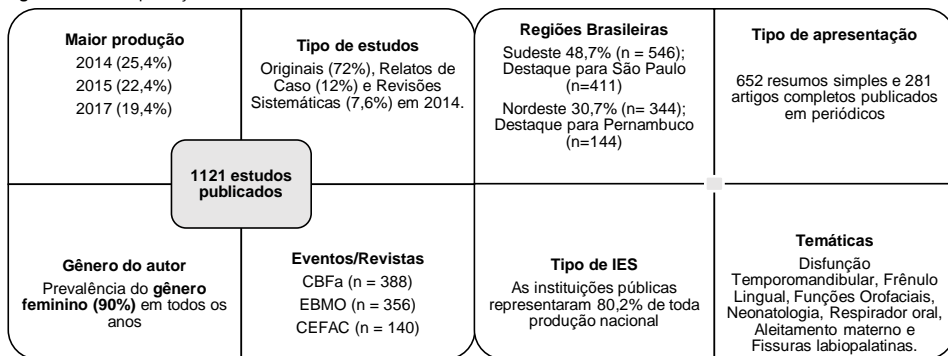 Maior produção
2014 (25,4%)
2015 (22,4%)
2017 (19,4%)
Tipo de estudos
Originais (72%), Relatos de
Caso (12%) e Revisões
Sistemáticas (7,6%) em 2014.
1121 estudos
publicados
Gênero do autor
Prevalência do gênero
feminino (90%) em todos os
anos
Eventos/Revistas
CBFa (n = 388)
EBMO (n = 356)
CEFAC (n = 140)
Regiões Brasileiras
Sudeste 48,7% (n = 546);
Destaque para São Paulo
(n=411)
Nordeste 30,7% (n= 344);
Destaque para Pernambuco
(n=144)
Tipo de apresentação
652 resumos simples e 281
artigos completos publicados
em periódicos
Tipo de IES
As instituições públicas
representaram 80,2% de toda
produção nacional
Temáticas
Disfunção
Temporomandibular, Frênulo
Lingual, Funções Orofaciais,
Neonatologia, Respirador oral,
Aleitamento materno e
Fissuras labiopalatinas.